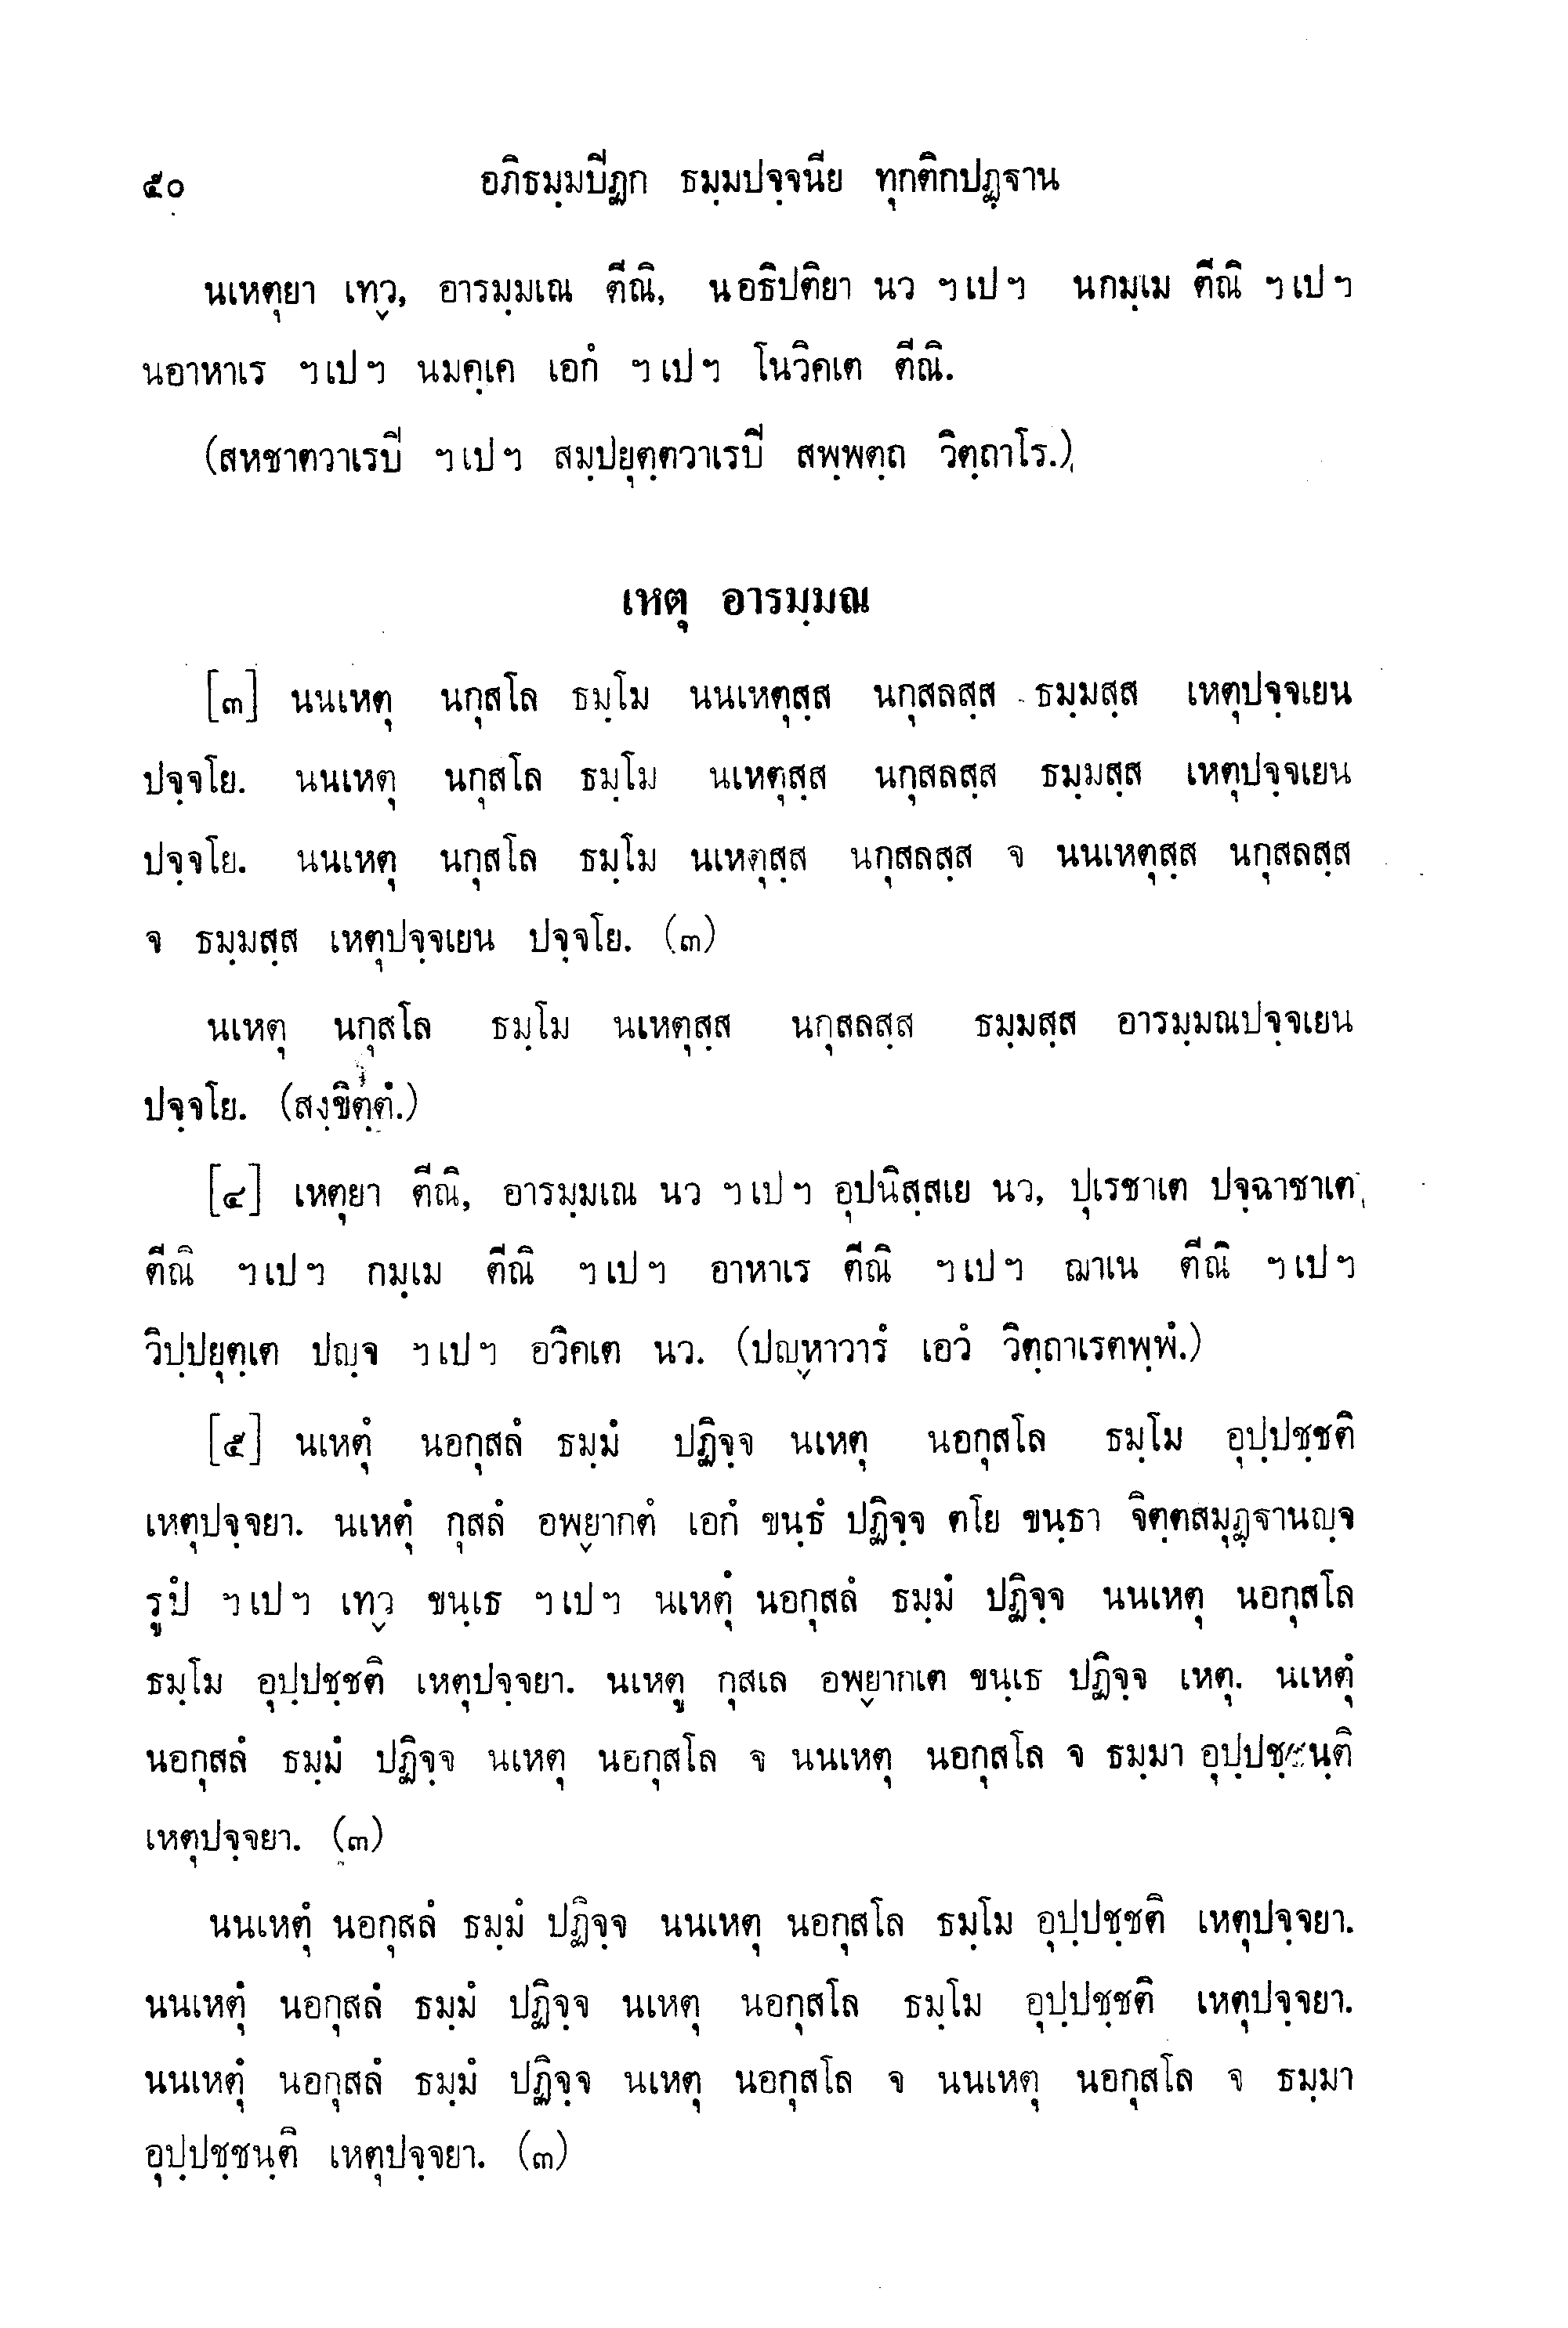 ๕๐ อภิธมฺมปีฏก ธมฺมปจฺจนีย ทุกติกปฏฺฐาน
นเหตุยา เทฺว, อารมฺมเณ ตีณิ, นอธิปติยา นว ฯเปฯ นกมฺเม ตีณิ ฯเปฯ
นอาหาเร ฯเปฯ นมคฺเค เอกํ ฯเปฯ โนวิคเต ตีณิ.
(สหชาตวาเรปี ฯเปฯ สมฺปยุตฺตวาเรปี สพฺพตฺถ วิตฺถาโร.)
เหตุ อารมฺมณ
[๓] นนเหตุ นกุสโล ธมฺโม นนเหตุสฺส นกุสลสฺส ธมฺมสฺส เหตุปจฺจเยน
ปจฺจโย. นนเหตุ นกุสโล ธมฺโม นเหตุสฺส นกุสลสฺส ธมฺมสฺส เหตุปจฺจเยน
ปจฺจโย. นนเหตุ นกุสโล ธมฺโม นเหตุสฺส นกุสลสฺส จ นนเหตุสฺส นกุสลสฺส
จ ธมฺมสฺส เหตุปจฺจเยน ปจฺจโย. (๓)
นเหตุ นกุสโล ธมฺโม นเหตุสฺส นกุสลสฺส ธมฺมสฺส อารมฺมณปจฺจเยน
ปจฺจโย. (สงฺขิตฺตํ.)
[๔] เหตุยา ตีณิ, อารมฺมเณ นว ฯเปฯ อุปนิสฺสเย นว, ปุเรชาเต ปจฺฉาชาเต
ตีณิ ฯเปฯ กมฺเม ตีณิ ฯเปฯ อาหาเร ตีณิ ฯเปฯ ฌาเน ตีณิ ฯเปฯ
วิปฺปยุตฺเต ปญฺจ ฯเปฯ อวิคเต นว. (ปญฺหาวารํ เอวํ วิตฺถาเรตพฺพํ.)
[๕] นเหตุํ นอกุสลํ ธมฺมํ ปฏิจฺจ นเหตุ นอกุสโล ธมฺโม อุปฺปชฺชติ
เหตุปจฺจยา. นเหตุํ กุสลํ อพฺยากตํ เอกํ ขนฺธํ ปฏิจฺจ ตโย ขนฺธา จิตฺตสมุฏฺฐานญฺจ
รูปํ ฯเปฯ เทฺว ขนฺเธ ฯเปฯ นเหตุํ นอกุสลํ ธมฺมํ ปฏิจฺจ นนเหตุ นอกุสโล
ธมฺโม อุปฺปชฺชติ เหตุปจฺจยา. นเหตู กุสเล อพฺยากเต ขนฺเธ ปฏิจฺจ เหตุ. นเหตุํ
นอกุสลํ ธมฺมํ ปฏิจฺจ นเหตุ นอกุสโล จ นนเหตุ นอกุสโล จ ธมฺมา อุปฺปชฺชนฺติ
เหตุปจฺจยา. (๓)
นนเหตุํ นอกุสลํ ธมฺมํ ปฏิจฺจ นนเหตุ นอกุสโล ธมฺโม อุปฺปชฺชติ เหตุปจฺจยา.
นนเหตุํ นอกุสลํ ธมฺมํ ปฏิจฺจ นเหตุ นอกุสโล ธมฺโม อุปฺปชฺชติ เหตุปจฺจยา.
นนเหตุํ นอกุสลํ ธมฺมํ ปฏิจฺจ นเหตุ นอกุสโล จ นนเหตุ นอกุสโล จ ธมฺมา
อุปฺปชฺชนฺติ เหตุปจฺจยา. (๓)